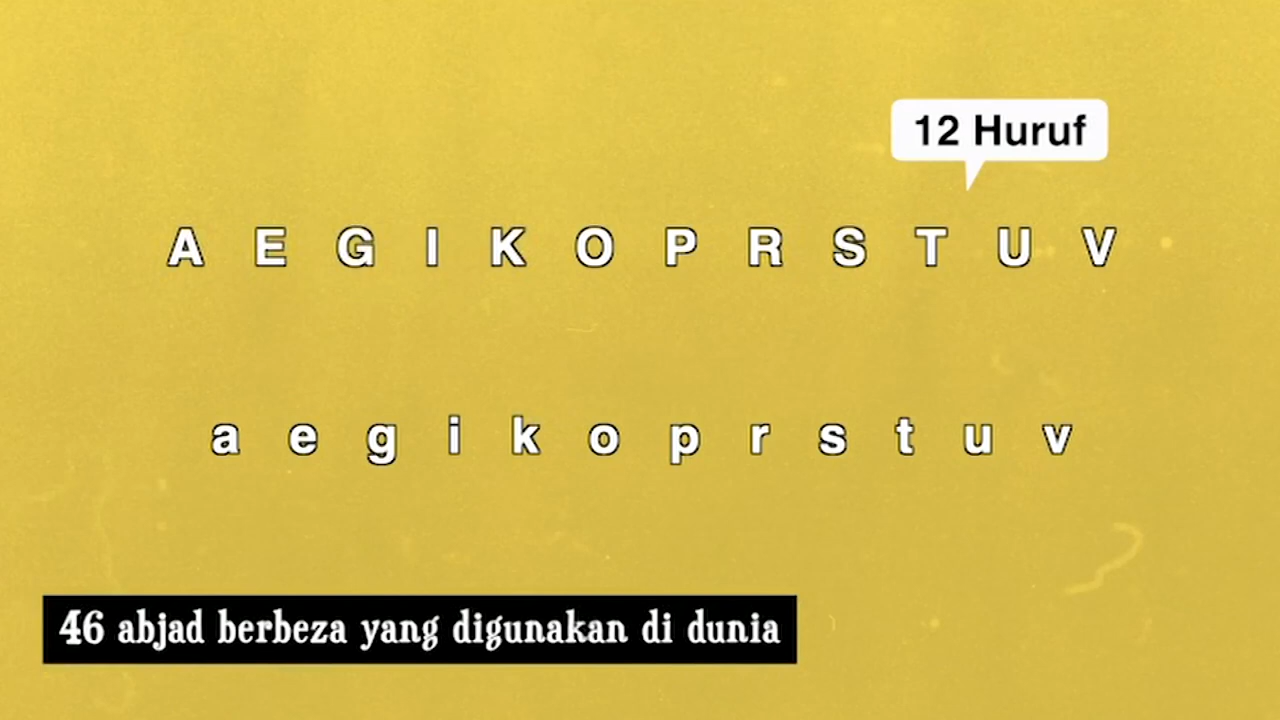 12 Huruf
A E G I K O P R S T U V
a e g i k o p r s t u v
46 abjad berbeza yang digunakan di dunia